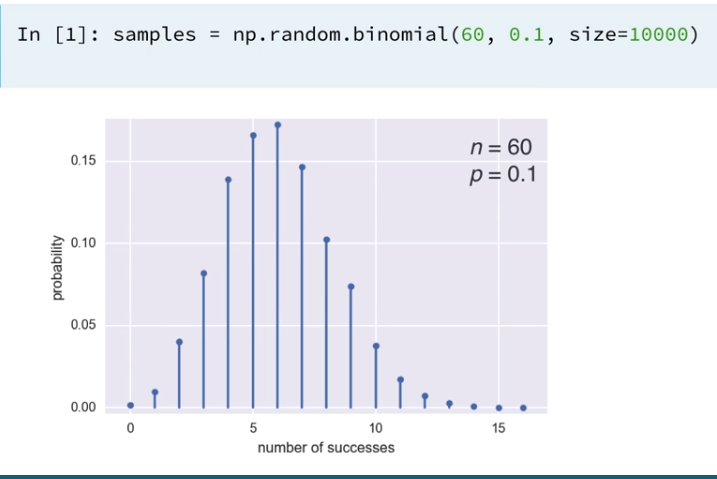 In [1]: samples = np.random.binomial(60, 0.1, size=10000)
n = 60
p = 0.1
0.15
0.10
0.05
0.00
probability
0 5 10 15
number of successes